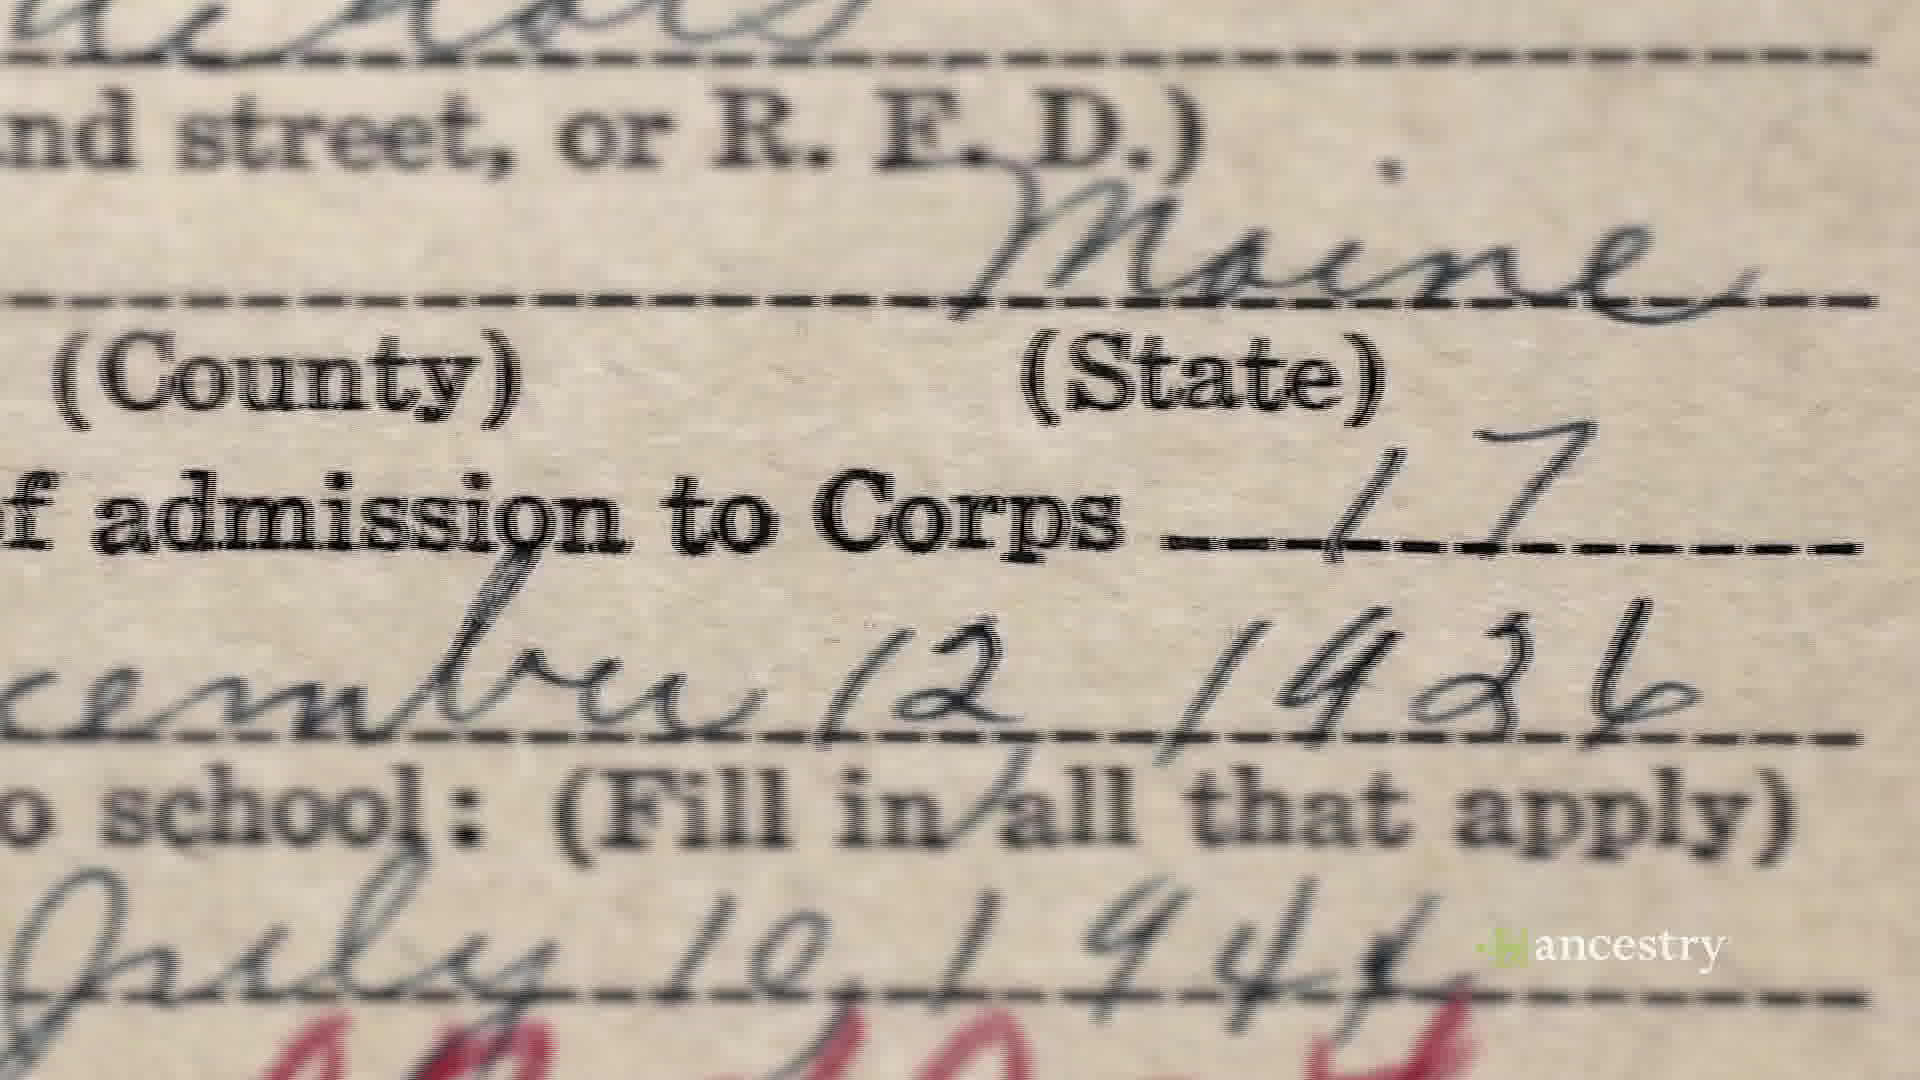 nd street, or R. F. D.)
Maine
(County) (State)
f admission to Corps 17
cember 12 1926
o school: (Fill in all that apply)
July 10, 1944
ancestry